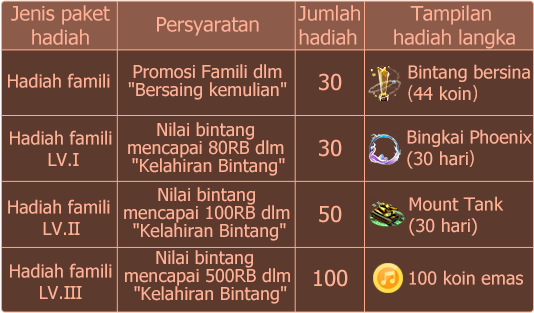 Jenis paket
hadiah
Persyaratan
Jumlah
hadiah
Tampilan
hadiah langka
Hadiah famili
Promosi Famili dlm
"Bersaing kemulian"
30
Bintang bersina
(44 koin)
Hadiah famili
LV.I
Nilai bintang
mencapai 80RB dlm
"Kelahiran Bintang"
30
Bingkai Phoenix
(30 hari)
Hadiah famili
LV.II
Nilai bintang
mencapai 100RB dlm
"Kelahiran Bintang"
50
Mount Tank
(30 hari)
Hadiah famili
LV.III
Nilai bintang
mencapai 500RB dlm
"Kelahiran Bintang"
100
100 koin emas